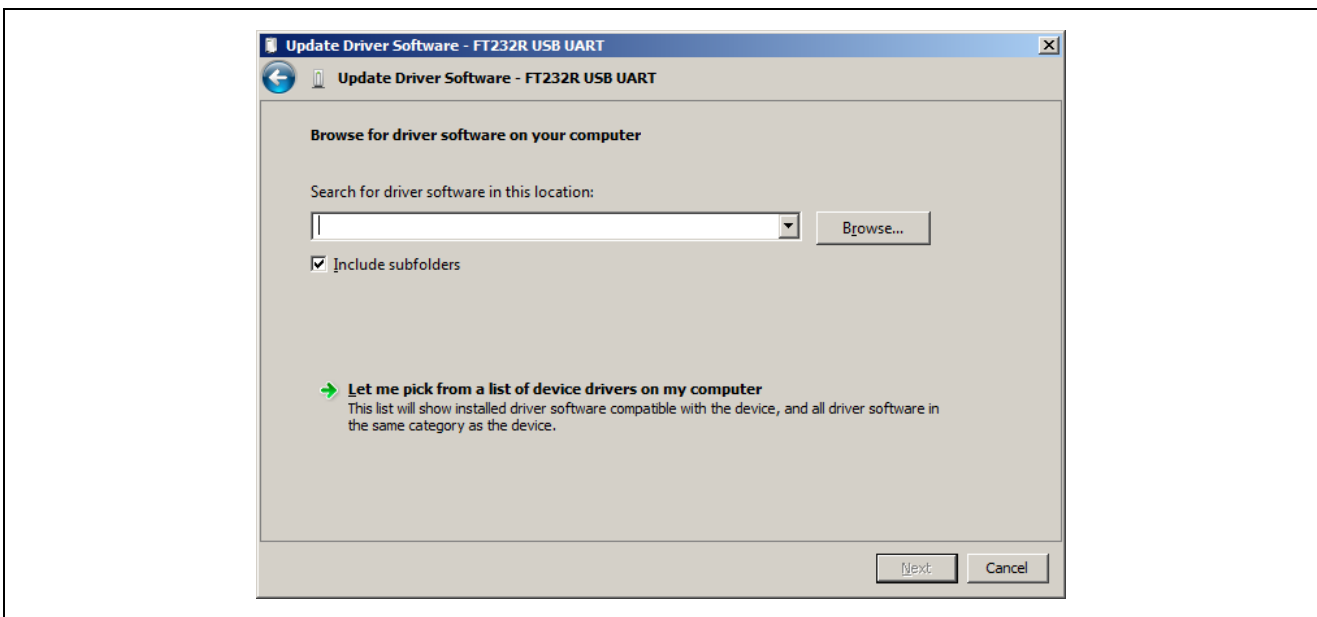 Update Driver Software - FT232R USB UART
Update Driver Software - FT232R USB UART
Browse for driver software on your computer
Search for driver software in this location:
Browse...
Include subfolders
Let me pick from a list of device drivers on my computer
This list will show installed driver software compatible with the device, and all driver software in
the same category as the device.
Next
Cancel